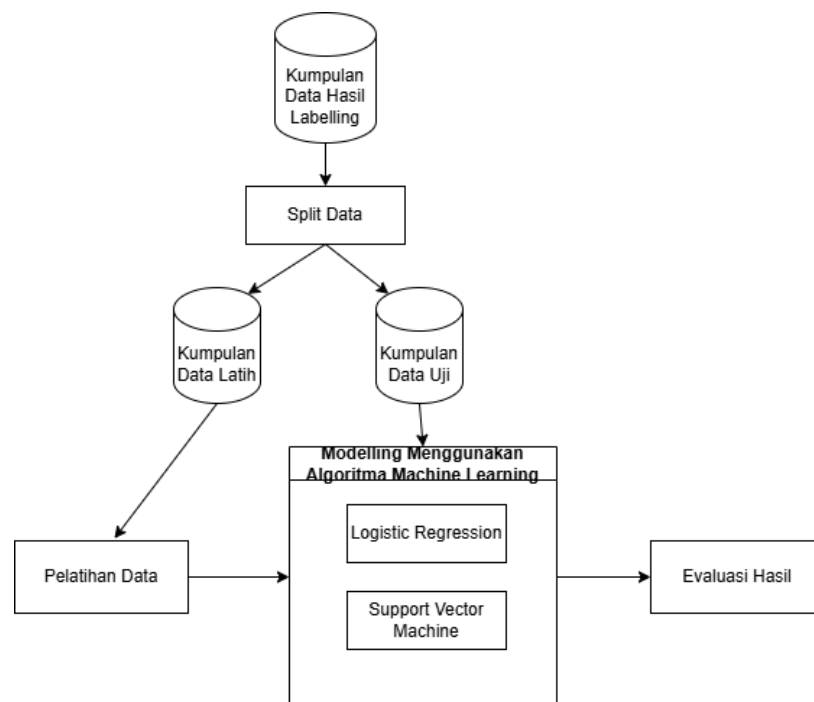 Kumpulan
Data Hasil
Labelling
Split Data
Kumpulan
Data Latih
Kumpulan
Data Uji
Modelling Menggunakan
Algoritma Machine Learning
Logistic Regression
Pelatihan Data
Evaluasi Hasil
Support Vector
Machine